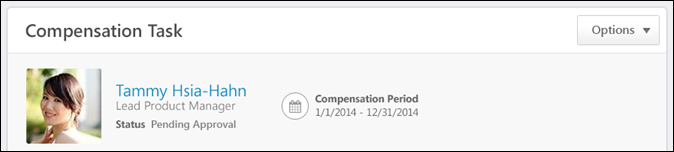 Compensation Task
Options
Tammy Hsia-Hahn
Lead Product Manager
Status Pending Approval
Compensation Period
1/1/2014 - 12/31/2014